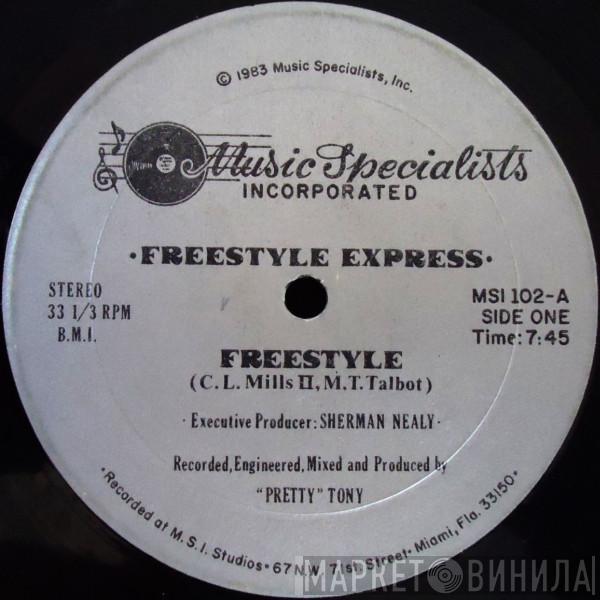 © 1983 Music Specialists, Inc.
Music Specialists
INCORPORATED
·FREESTYLE EXPRESS·
STEREO
33 1/3 RPM
B.M.I.
MSI 102-A
SIDE ONE
Time: 7:45
FREESTYLE
(C.L. Mills II, M.T. Talbot)
· Executive Producer: SHERMAN NEALY ·
Recorded, Engineered, Mixed and Produced by
"PRETTY" TONY
·Recorded at M.S.I. Studios· 67 N.W. 71st. Street· Miami, Fla. 33150·
МАРКЕТ ВИНИЛА